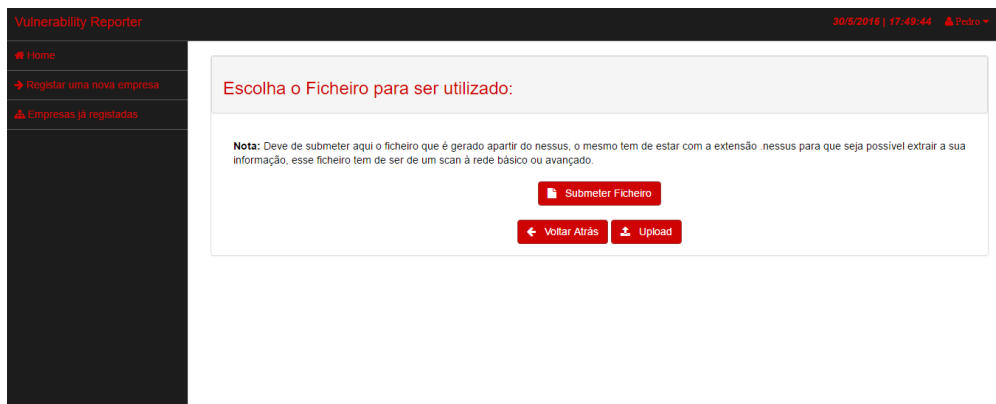 Vulnerability Reporter
30/5/2016 | 17:49:44 Pedro
Home
Registar uma nova empresa
Empresas já registadas
Escolha o Ficheiro para ser utilizado:
Nota: Deve de submeter aqui o ficheiro que é gerado apartir do nessus, o mesmo tem de estar com a extensão .nessus para que seja possível extrair a sua
informação, esse ficheiro tem de ser de um scan à rede básico ou avançado.
Submeter Ficheiro
Voltar Atrás
Upload